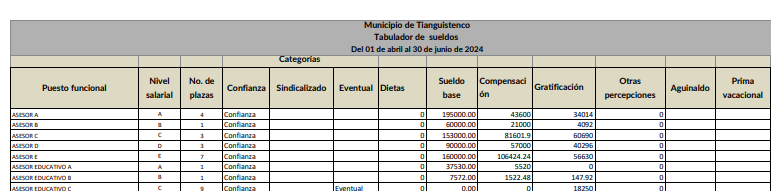 Municipio de Tianguistenco
Tabulador de sueldos
Del 01 de abril al 30 de junio de 2024
Categorías
Puesto funcional Nivel salarial No. de plazas Confianza Sindicalizado Eventual Dietas Sueldo base Compensación Gratificación Otras percepciones Aguinaldo Prima vacacional
ASESOR A A 4 Confianza 0 195000.00 43600 34014 0
ASESOR B B 1 Confianza 0 60000.00 21000 4092 0
ASESOR C C 3 Confianza 0 153000.00 81601.9 60690 0
ASESOR D D 3 Confianza 0 90000.00 57000 40296 0
ASESOR E E 7 Confianza 0 160000.00 106424.24 56630 0
ASESOR EDUCATIVO A A 1 Confianza 0 37530.00 5520 0 0
ASESOR EDUCATIVO B B 1 Confianza 0 7572.00 1522.48 147.92 0
ASESOR EDUCATIVO C C 9 Confianza Eventual 0 0.00 0 18250 0